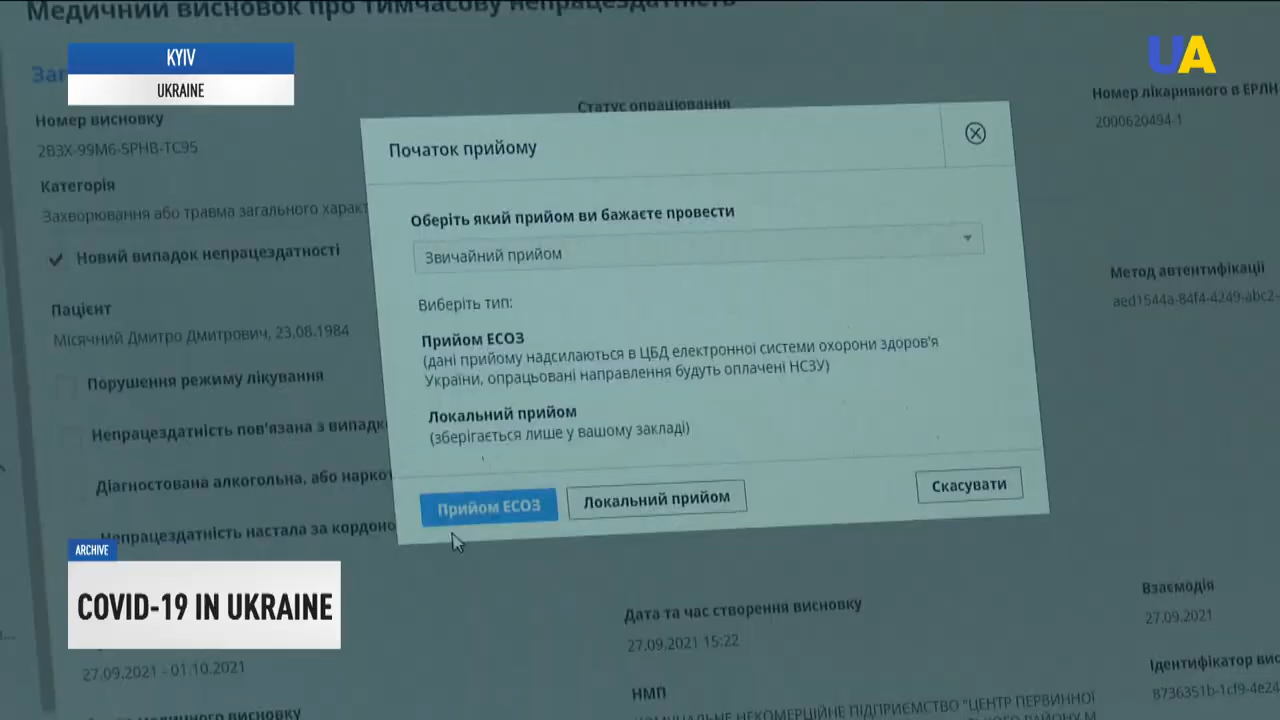 Медичний висновок про тимчасову непрацездатність
KYIV
UKRAINE
UA
Статус опрацювання
Номер лікарняного в ЕРЛН
2000620494-1
Номер висновку
2B3X-99M6-5PHB-TC95
Категорія
Захворювання або травма загального
Новий випадок непрацездатності
Метод автентифікації
aed1544a-84f4-4249-abc2-
Пацієнт
Місячний Дмитро Дмитрович, 23.08.1984
Порушення режиму лікування
Непрацездатність пов'язана з
Діагностована алкогольна, або
Непрацездатність настала за
Початок прийому
Оберіть який прийом ви бажаєте провести
Звичайний прийом
Виберіть тип:
Прийом ЕСОЗ
(дані прийому надсилаються в ЦБД електронної системи охорони здоров'я
України, опрацьовані направлення будуть оплачені НСЗУ)
Локальний прийом
(зберігається лише у вашому закладі)
Прийом ЕСОЗ
Локальний прийом
Скасувати
ARCHIVE
COVID-19 IN UKRAINE
27.09.2021 - 01.10.2021
Дата та час створення висновку
27.09.2021 15:22
Взаємодія
27.09.2021
Ідентифікатор
8736351b-1cf9-4e24
НМП
КОМУНАЛЬНЕ НЕКОМЕРЦІЙНЕ ПІДПРИЄМСТВО "ЦЕНТР ПЕРВИННОЇ